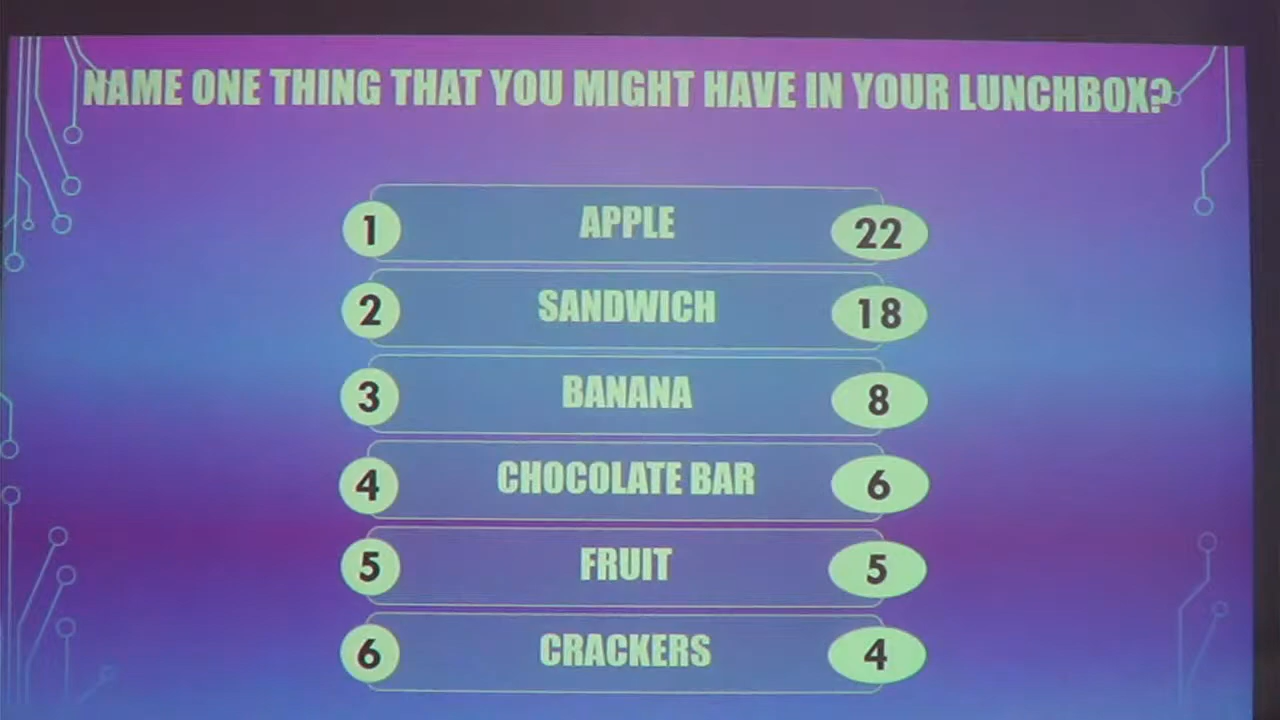 NAME ONE THING THAT YOU MIGHT HAVE IN YOUR LUNCHBOX?
1 APPLE 22
2 SANDWICH 18
3 BANANA 8
4 CHOCOLATE BAR 6
5 FRUIT 5
6 CRACKERS 4